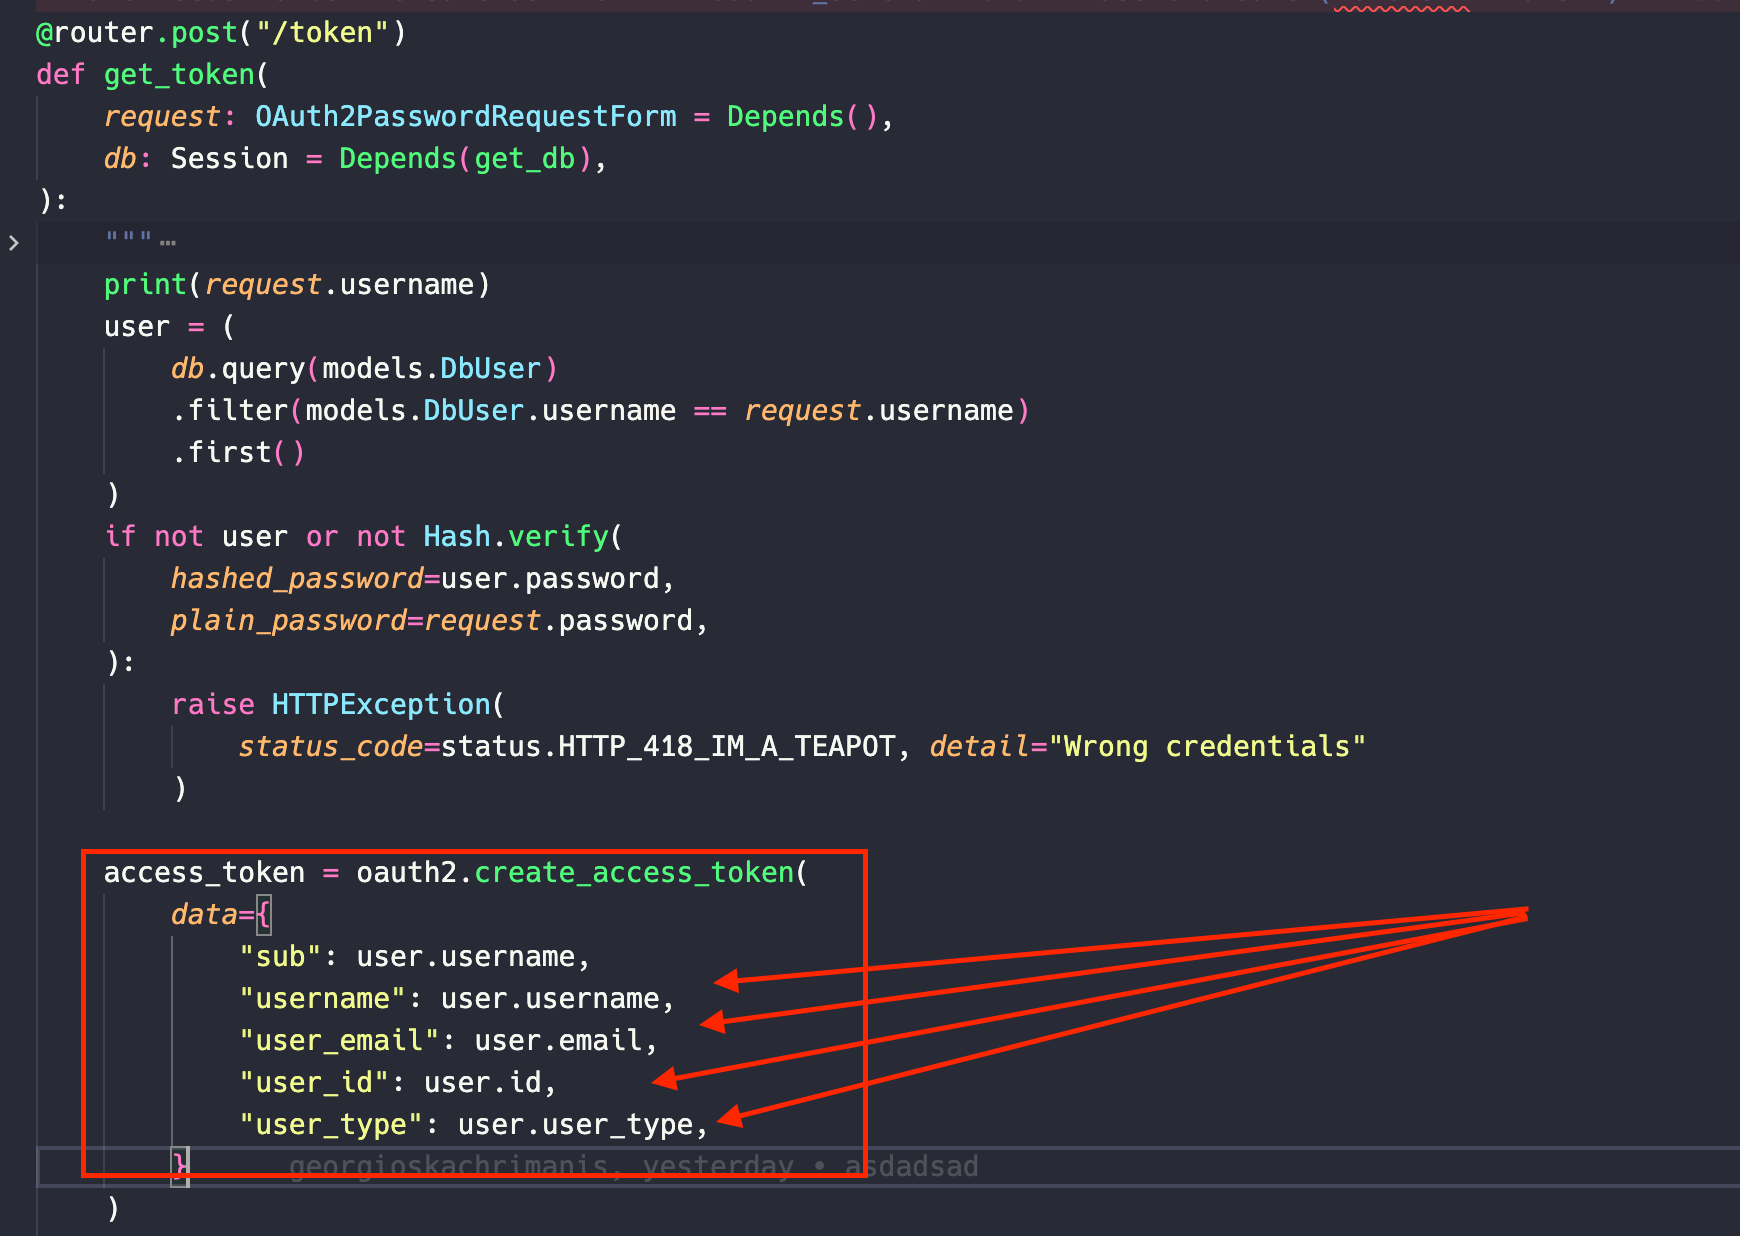 @router.post("/token")
def get_token(
    request: OAuth2PasswordRequestForm = Depends(),
    db: Session = Depends(get_db),
):
    """…
    print(request.username)
    user = (
        db.query(models.DbUser)
        .filter(models.DbUser.username == request.username)
        .first()
    )
    if not user or not Hash.verify(
        hashed_password=user.password,
        plain_password=request.password,
    ):
        raise HTTPException(
            status_code=status.HTTP_418_IM_A_TEAPOT, detail="Wrong credentials"
        )
    access_token = oauth2.create_access_token(
        data={
            "sub": user.username,
            "username": user.username,
            "user_email": user.email,
            "user_id": user.id,
            "user_type": user.user_type,
        }      georgioskachrimanis, yesterday • asdadsad
    )